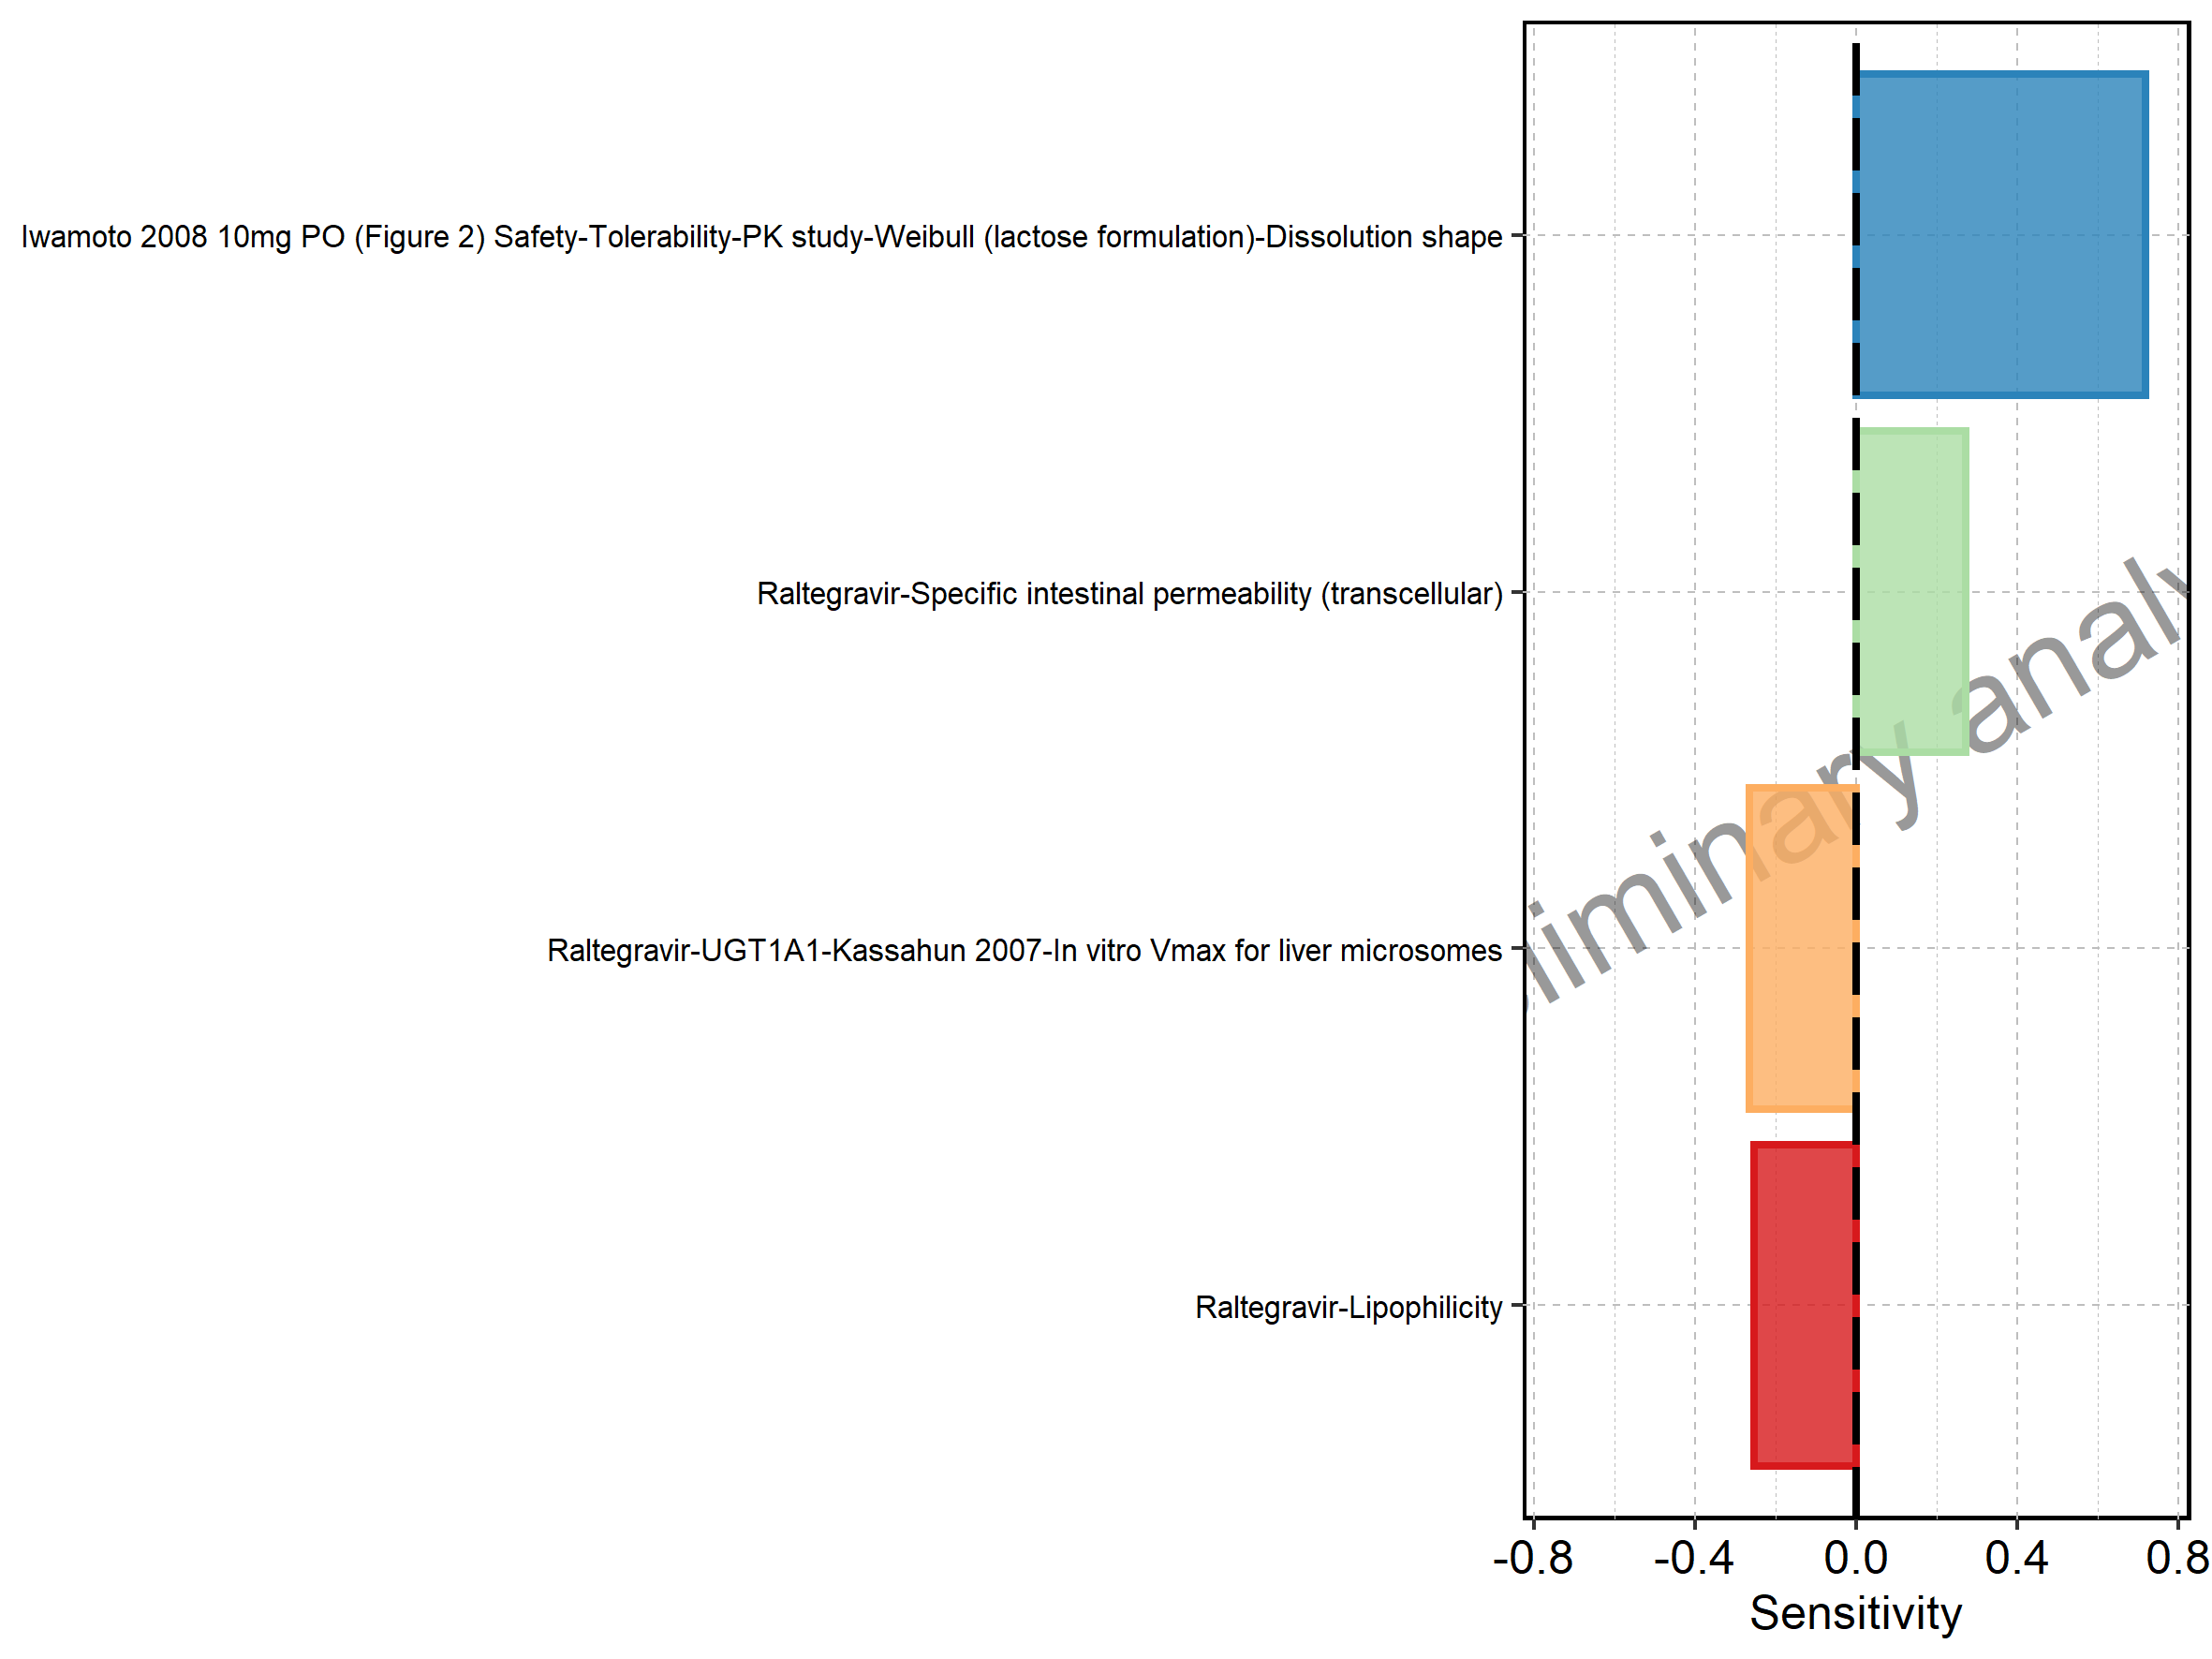 Iwamoto 2008 10mg PO (Figure 2) Safety-Tolerability-PK study-Weibull (lactose formulation)-Dissolution shape
Raltegravir-Specific intestinal permeability (transcellular)
Raltegravir-UGT1A1-Kassahun 2007-In vitro Vmax for liver microsomes
Raltegravir-Lipophilicity
-0.8 -0.4 0.0 0.4 0.8
Sensitivity